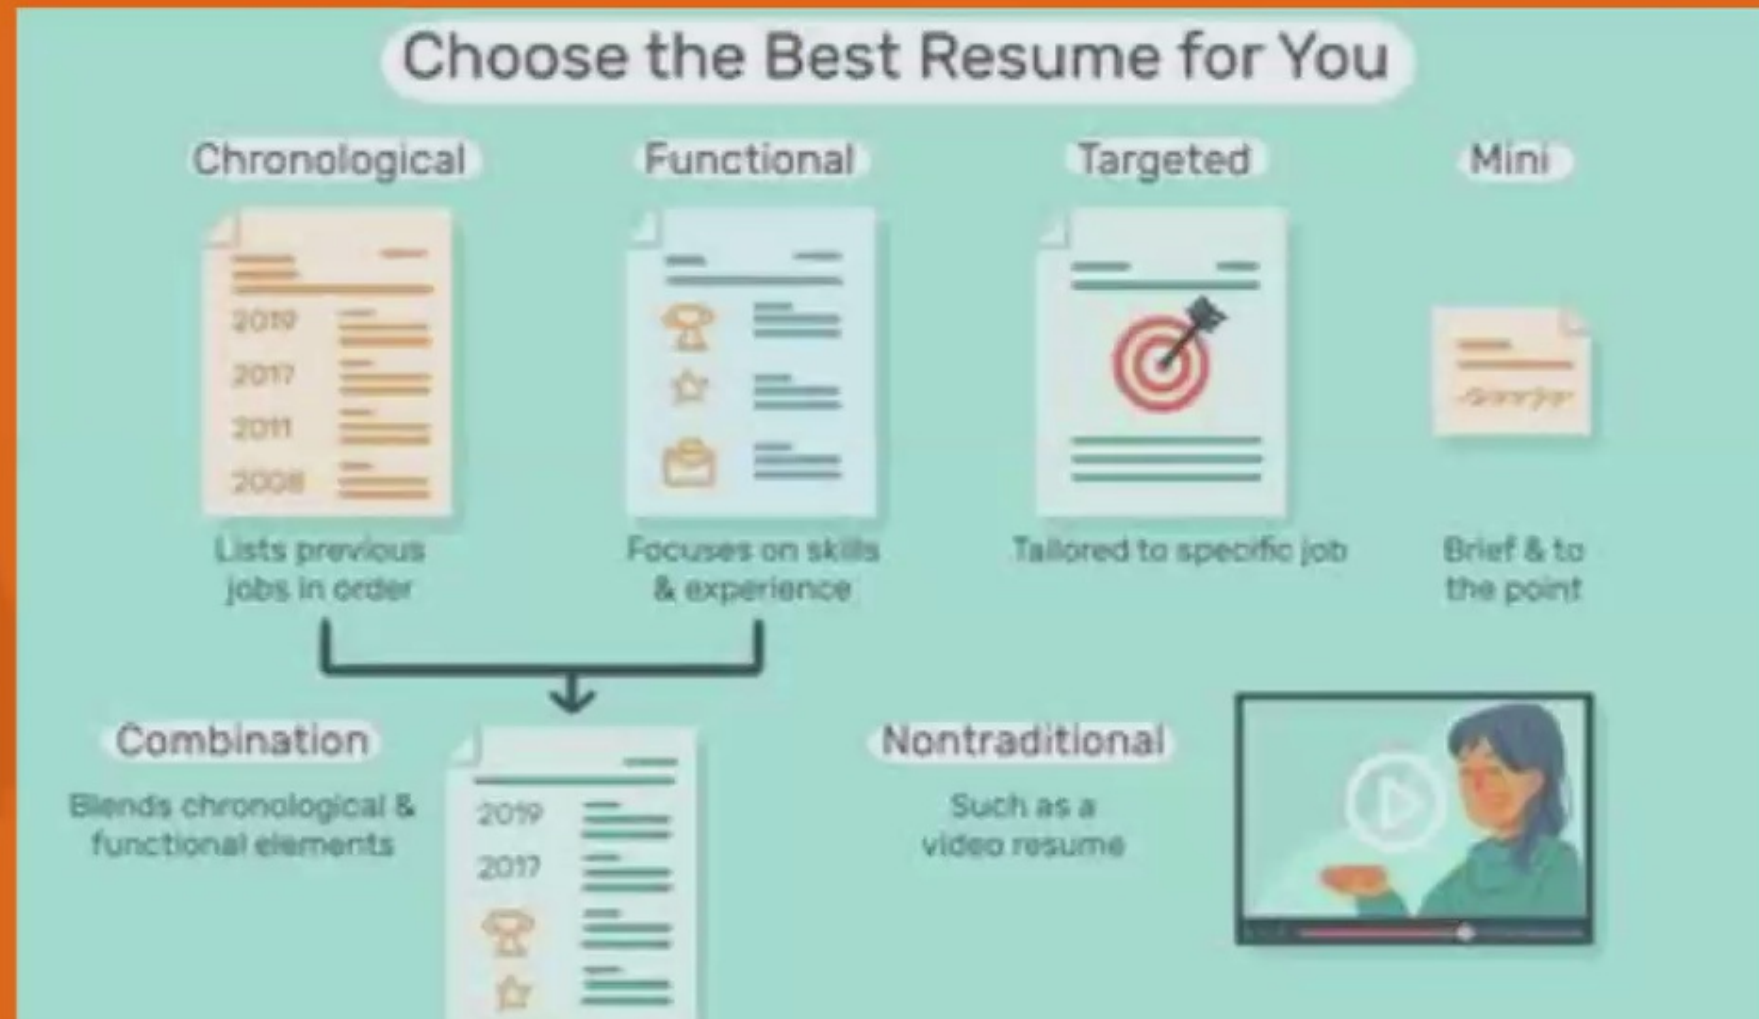 Choose the Best Resume for You
Chronological
2019
2017
2011
2008
Lists previous
jobs in order
Functional
Focuses on skills
& experience
Targeted
Tailored to specific job
Mini
Brief & to
the point
Combination
Blends chronological &
functional elements
2019
2017
Nontraditional
Such as a
video resume